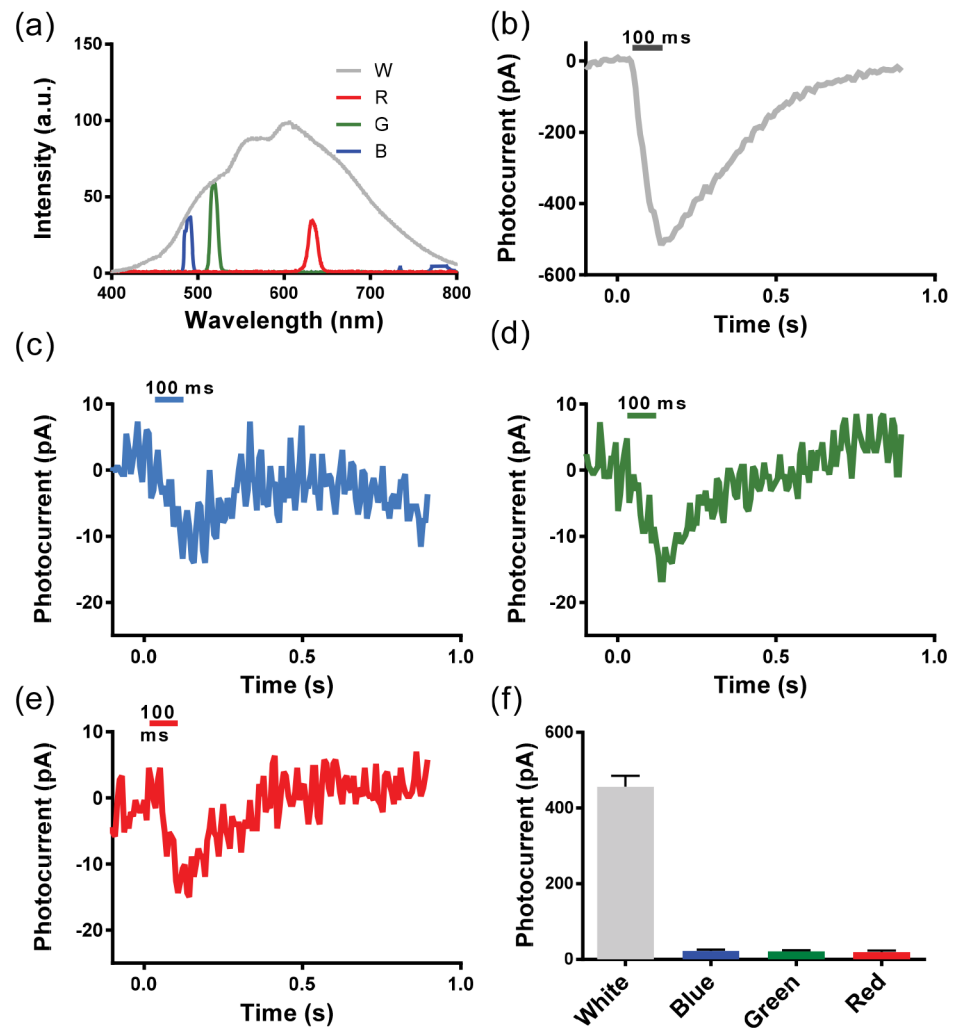 (a)
150
100
50
0
Intensity (a.u.)
W
R
G
B
400 500 600 700 800
Wavelength (nm)
(b)
100 ms
0
-200
-400
-600
Photocurrent (pA)
0.0 0.5 1.0
Time (s)
(c)
100 ms
10
0
-10
-20
Photocurrent (pA)
0.0 0.5 1.0
Time (s)
(d)
100 ms
10
0
-10
-20
Photocurrent (pA)
0.0 0.5 1.0
Time (s)
(e)
100
ms
10
0
-10
-20
Photocurrent (pA)
0.0 0.5 1.0
Time (s)
(f)
600
400
200
0
Photocurrent (pA)
White Blue Green Red